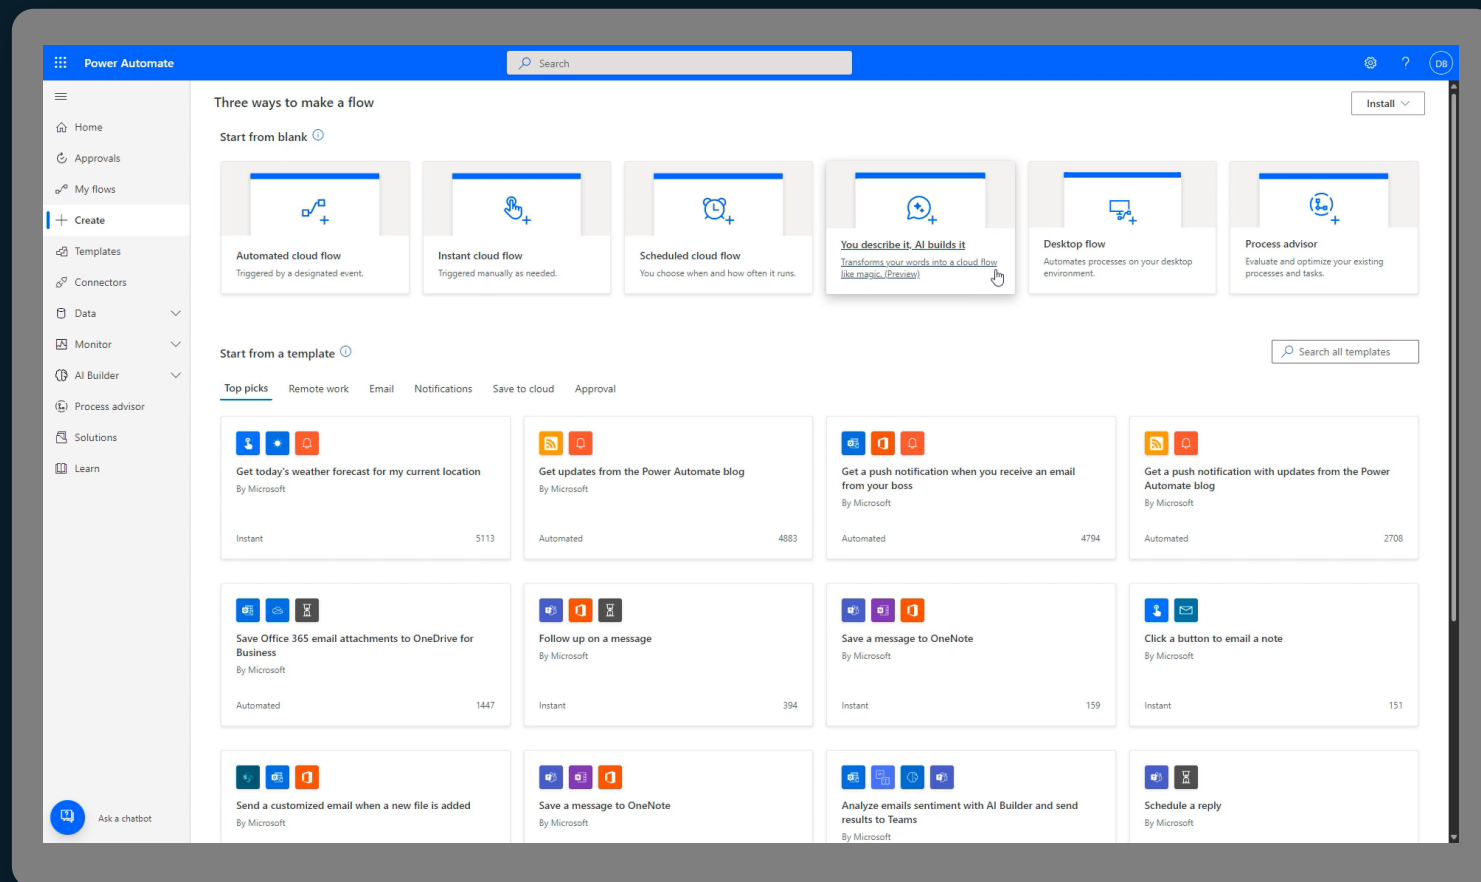 Power Automate
Search
?
DB
Three ways to make a flow
Install
Home
Approvals
My flows
Create
Templates
Connectors
Data
Monitor
AI Builder
Process advisor
Solutions
Learn
Ask a chatbot
Start from blank
Automated cloud flow
Triggered by a designated event.
Instant cloud flow
Triggered manually as needed.
Scheduled cloud flow
You choose when and how often it runs.
You describe it, AI builds it
Transforms your words into a cloud flow
like magic. (Preview)
Desktop flow
Automates processes on your desktop
environment.
Process advisor
Evaluate and optimize your existing
processes and tasks.
Start from a template
Search all templates
Top picks
Remote work
Email
Notifications
Save to cloud
Approval
Get today's weather forecast for my current location
By Microsoft
Instant
5113
Get updates from the Power Automate blog
By Microsoft
Automated
4883
Get a push notification when you receive an email
from your boss
By Microsoft
Automated
4794
Get a push notification with updates from the Power
Automate blog
By Microsoft
Automated
2708
Save Office 365 email attachments to OneDrive for
Business
By Microsoft
Automated
1447
Follow up on a message
By Microsoft
Instant
394
Save a message to OneNote
By Microsoft
Instant
159
Click a button to email a note
By Microsoft
Instant
151
Send a customized email when a new file is added
By Microsoft
Save a message to OneNote
By Microsoft
Analyze emails sentiment with AI Builder and send
results to Teams
By Microsoft
Schedule a reply
By Microsoft